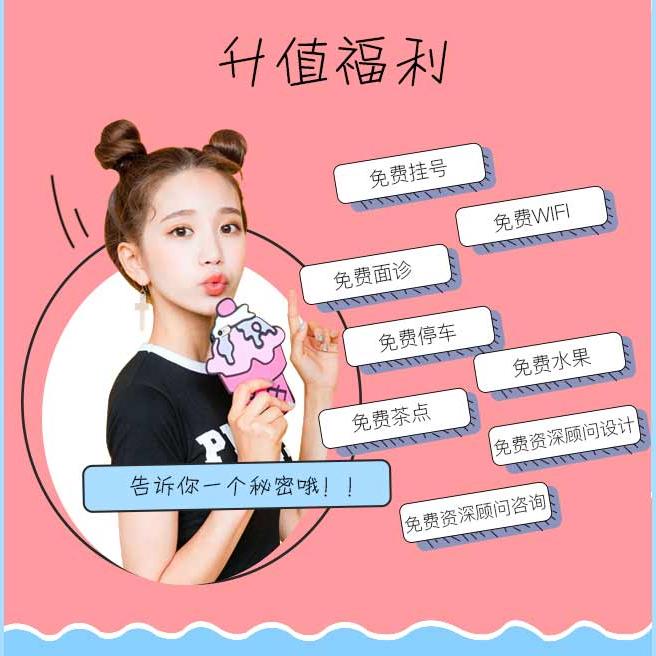 升值福利
免费挂号
免费WIFI
免费面诊
免费停车
免费水果
免费茶点
免费资深顾问设计
告诉你一个秘密哦！！
免费资深顾问咨询